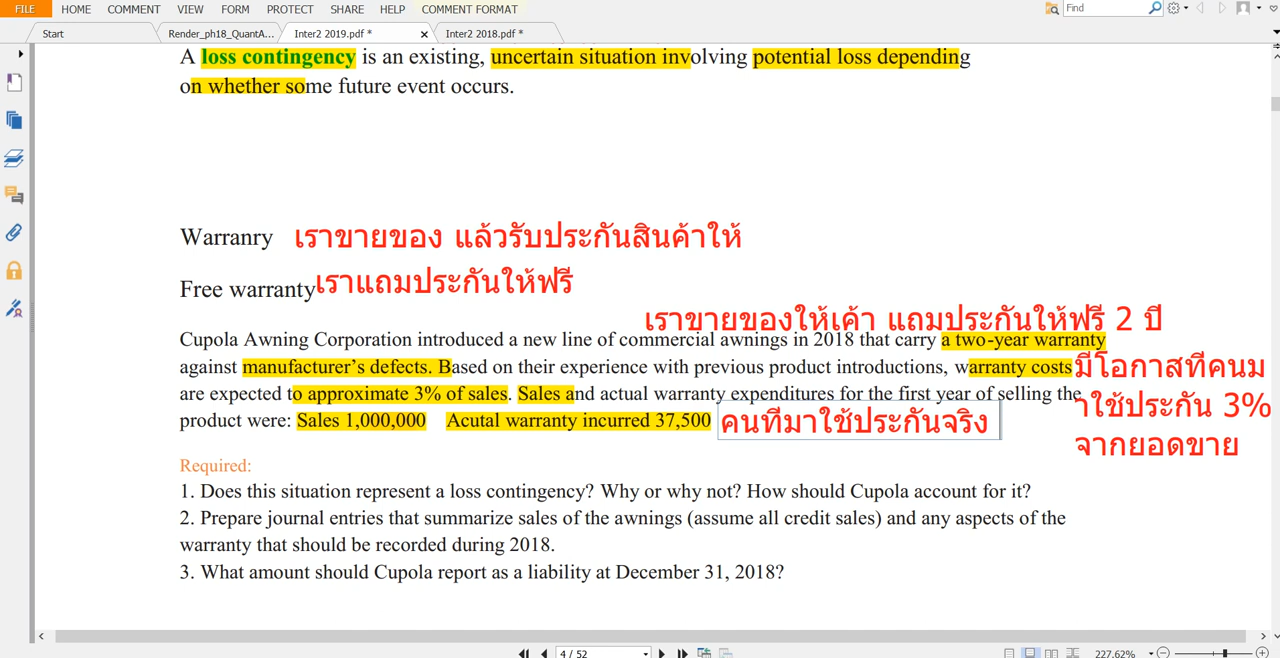 FILE HOME COMMENT VIEW FORM PROTECT SHARE HELP COMMENT FORMAT Find
Start Render_ph18_QuantA... Inter2 2019.pdf * Inter2 2018.pdf *
A loss contingency is an existing, uncertain situation involving potential loss depending
on whether some future event occurs.
Warranry เราขายของ แล้วรับประกันสินค้าให้
Free warranty เราแถมประกันให้ฟรี
เราขายของให้เค้า แถมประกันให้ฟรี 2 ปี
Cupola Awning Corporation introduced a new line of commercial awnings in 2018 that carry a two-year warranty
against manufacturer's defects. Based on their experience with previous product introductions, warranty costs
มีโอกาสที่คนม
are expected to approximate 3% of sales. Sales and actual warranty expenditures for the first year of selling the
าใช้ประกัน 3%
product were: Sales 1,000,000 Acutal warranty incurred 37,500 คนที่มาใช้ประกันจริง
จากยอดขาย
Required:
1. Does this situation represent a loss contingency? Why or why not? How should Cupola account for it?
2. Prepare journal entries that summarize sales of the awnings (assume all credit sales) and any aspects of the
warranty that should be recorded during 2018.
3. What amount should Cupola report as a liability at December 31, 2018?
4 / 52 227.62%